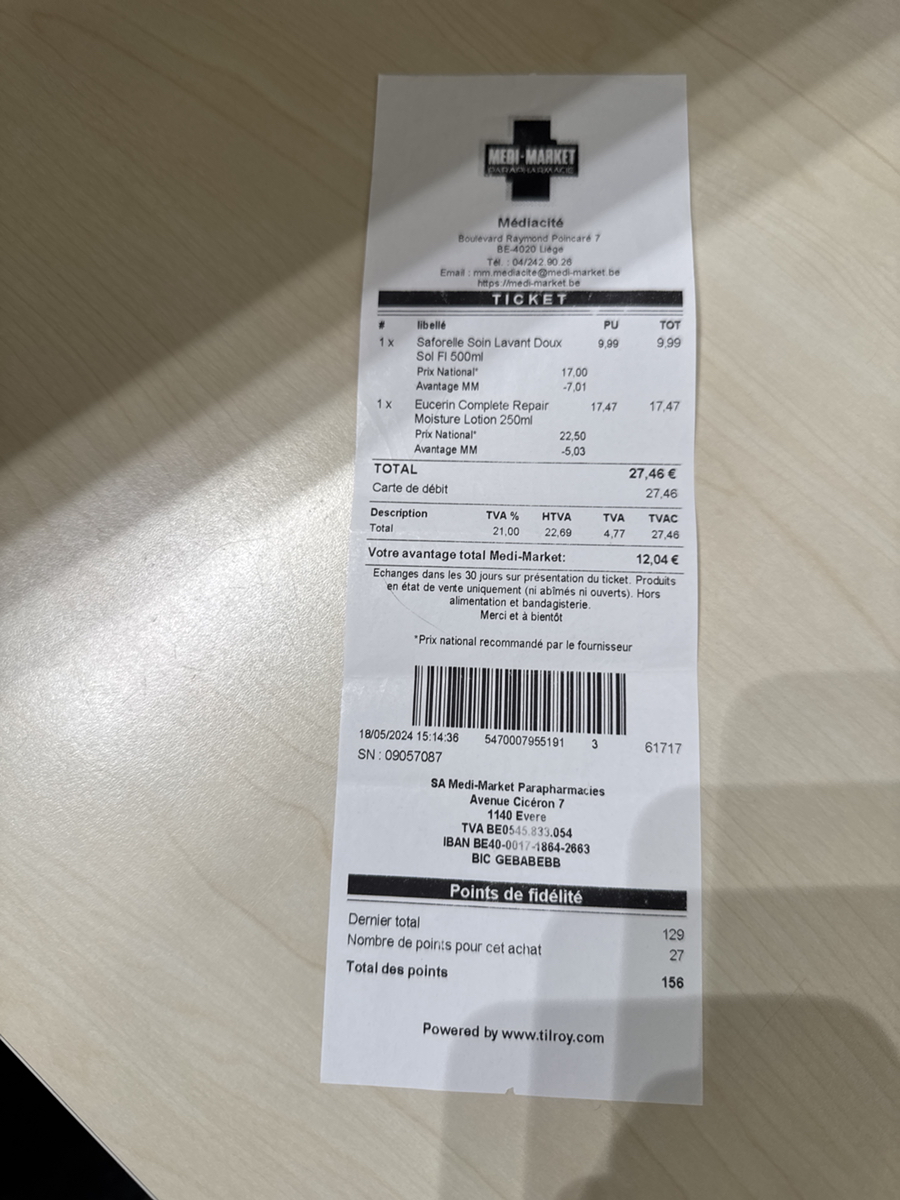 MEDI-MARKET
PARAPHARMACIE
Médiacité
Boulevard Raymond Poincaré 7
BE-4020 Liège
Tél. : 04/242 90 26
Email : mm.mediacite@medi-market.be
https://medi-market.be
TICKET
# libellé PU TOT
1 x Saforelle Soin Lavant Doux 9,99 9,99
Sol Fl 500ml
Prix National* 17,00
Avantage MM -7,01
1 x Eucerin Complete Repair 17,47 17,47
Moisture Lotion 250ml
Prix National* 22,50
Avantage MM -5,03
TOTAL 27,46 €
Carte de débit 27,46
Description TVA % HTVA TVA TVAC
Total 21,00 22,69 4,77 27,46
Votre avantage total Medi-Market: 12,04 €
Echanges dans les 30 jours sur présentation du ticket. Produits
en état de vente uniquement (ni abîmés ni ouverts). Hors
alimentation et bandagisterie.
Merci et à bientôt
*Prix national recommandé par le fournisseur
18/05/2024 15:14:36 5470007955191 3 61717
SN : 09057087
SA Medi-Market Parapharmacies
Avenue Cicéron 7
1140 Evere
TVA BE0545.833.054
IBAN BE40-0017-1864-2663
BIC GEBABEBB
Points de fidélité
Dernier total 129
Nombre de points pour cet achat 27
Total des points 156
Powered by www.tilroy.com